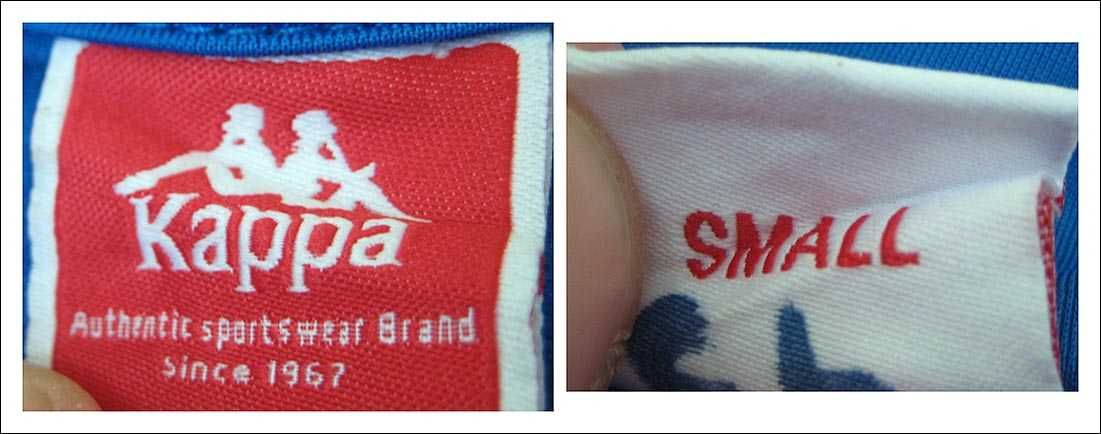 Kappa
Authentic sportswear Brand
Since 1967
SMALL